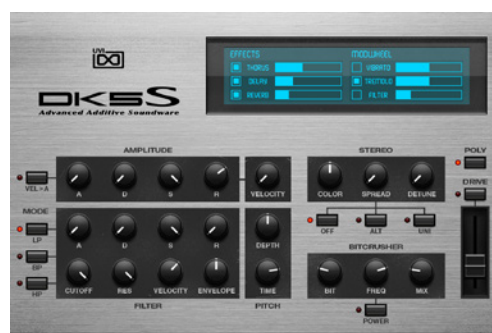 UVI
EFFECTS
THORUS
DELAY
REVERB
MODWHEEL
VIBRATO
TREMOLO
FILTER
DK5S
Advanced Additive Soundware
AMPLITUDE
VEL>A
A D S R VELOCITY
STEREO
COLOR SPREAD DETUNE
OFF ALT UNI
POLY
DRIVE
MODE
LP
BP
HP
A D S R DEPTH
CUTOFF RES VELOCITY ENVELOPE TIME
FILTER PITCH
BITCRUSHER
BIT FREQ MIX
POWER